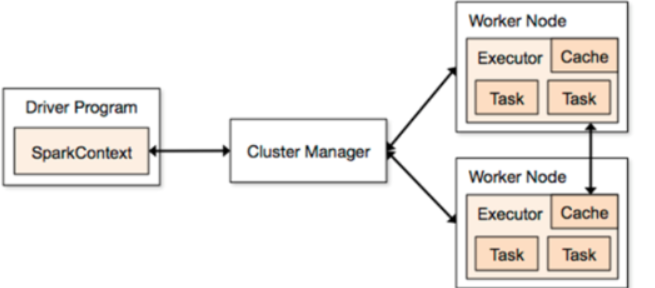 Driver Program
SparkContext
Cluster Manager
Worker Node
Executor
Cache
Task
Task
Worker Node
Executor
Cache
Task
Task